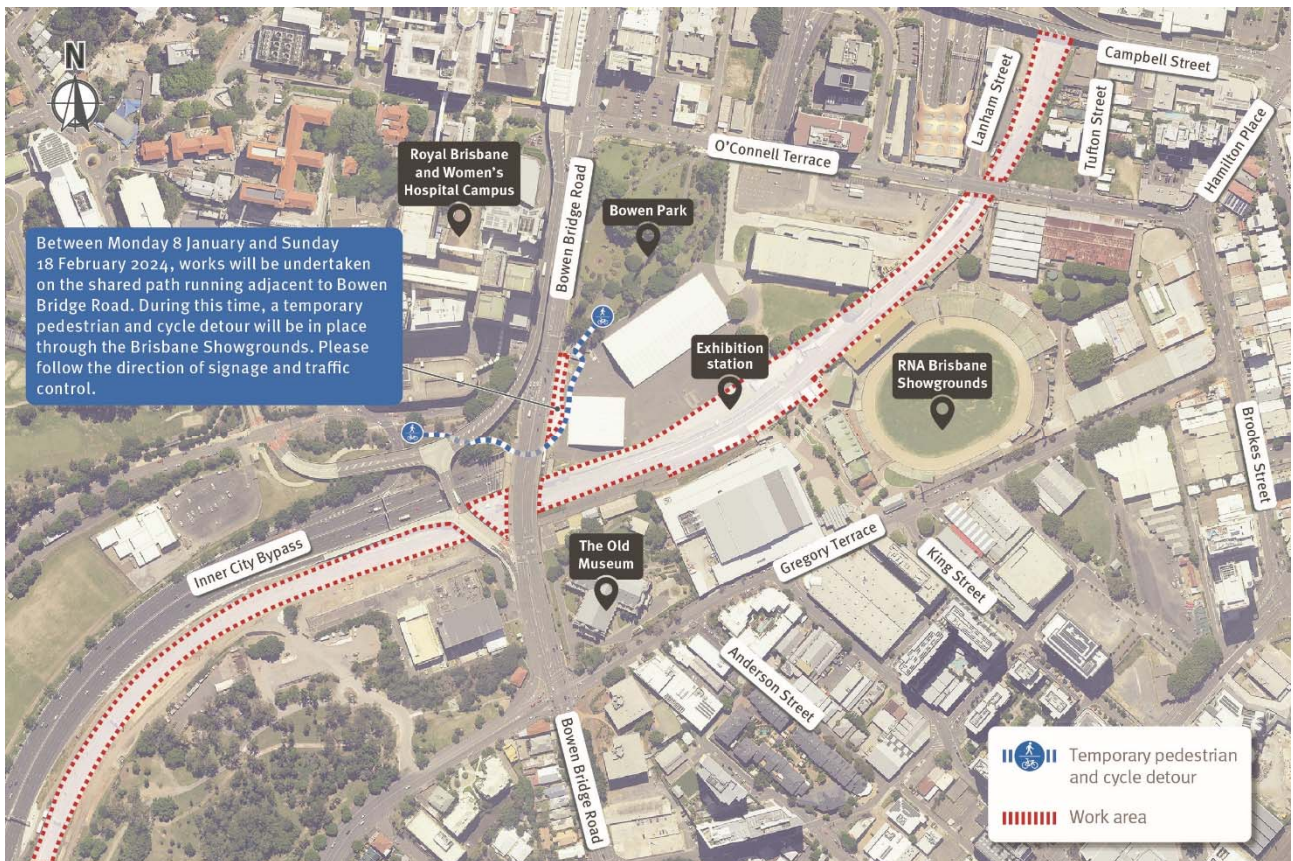 N
Campbell Street
Lanham Street
Tufton Street
Hamilton Place
O'Connell Terrace
Royal Brisbane
and Women's
Hospital Campus
Bowen Bridge Road
Bowen Park
Between Monday 8 January and Sunday
18 February 2024, works will be undertaken
on the shared path running adjacent to Bowen
Bridge Road. During this time, a temporary
pedestrian and cycle detour will be in place
through the Brisbane Showgrounds. Please
follow the direction of signage and traffic
control.
Exhibition
station
RNA Brisbane
Showgrounds
Brookes Street
Inner City Bypass
The Old
Museum
Gregory Terrace
King Street
Anderson Street
Bowen Bridge Road
Temporary pedestrian
and cycle detour
Work area